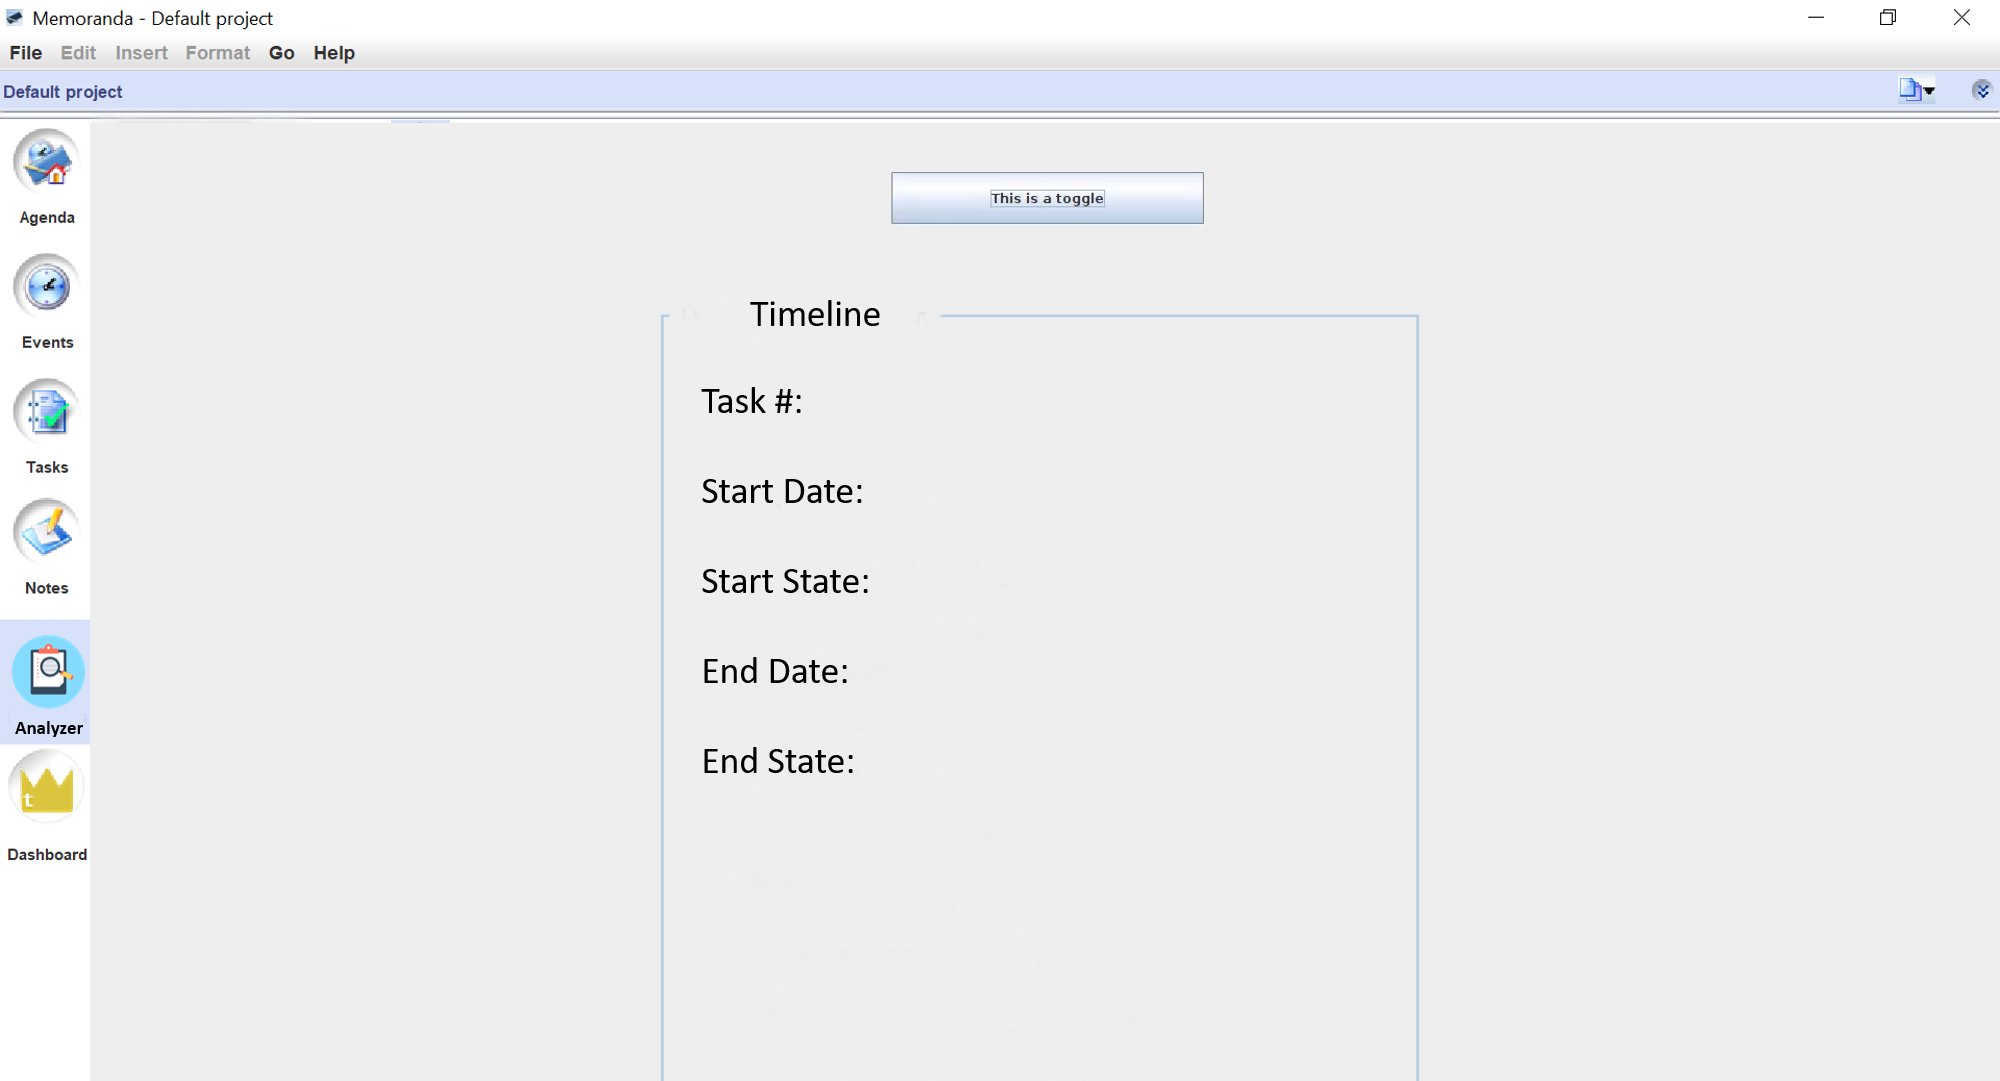 Memoranda - Default project
File Edit Insert Format Go Help
Default project
Agenda
Events
Tasks
Notes
Analyzer
t
Dashboard
This is a toggle
Timeline
Task #:
Start Date:
Start State:
End Date:
End State: